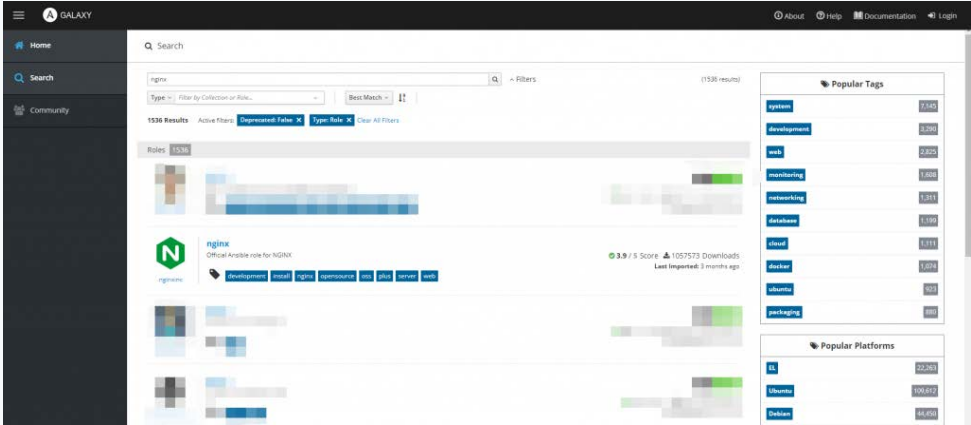 A GALAXY
About Help Documentation Login
Home
Search
Community
Search
nginx
Filters
(1536 results)
Type Filter by Collection or Role...
Best Match
1536 Results Active Filters: Deprecated: False X Type: Role X Clear All Filters
Roles 1536
nginx
Official Ansible role for NGINX
development install nginx opensource oss plus server web
nginxinc
3.9 / 5 Score 1057573 Downloads
Last Imported: 3 months ago
Popular Tags
system 7,145
development 3,290
web 2,825
monitoring 1,608
networking 1,311
database 1,199
cloud 1,111
docker 1,074
ubuntu 923
packaging 880
Popular Platforms
EL 22,263
Ubuntu 109,612
Debian 44,450